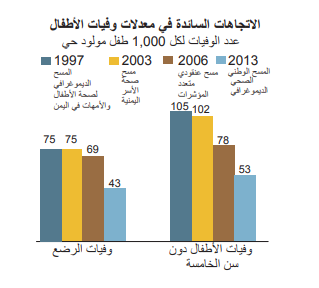 الاتجاهات السائدة في معدلات وفيات الأطفال
عدد الوفيات لكل 1,000 طفل مولود حي
1997
المسح
الديموغرافي
لصحة الأطفال
والأمهات في اليمن
2003
مسح
صحة
الأسر
اليمنية
2006
مسح عنقودي
متعدد
المؤشرات
2013
المسح الوطني
الصحي
الديموغرافي
75 75 69 43
105 102 78 53
وفيات الرضع
وفيات الأطفال دون
سن الخامسة